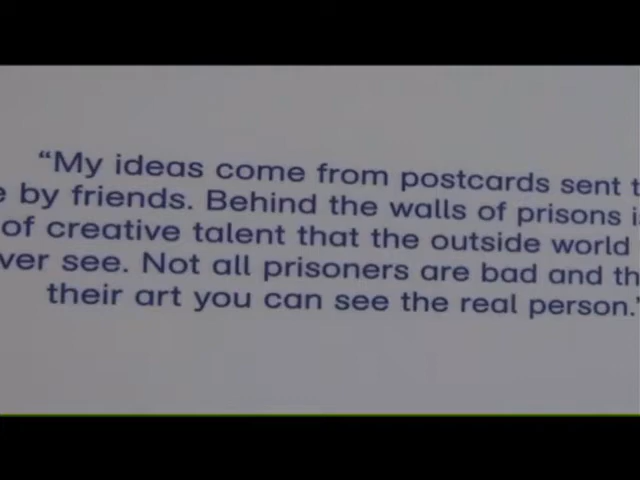 “My ideas come from postcards sent
by friends. Behind the walls of prisons
of creative talent that the outside world
see. Not all prisoners are bad and
their art you can see the real person.”